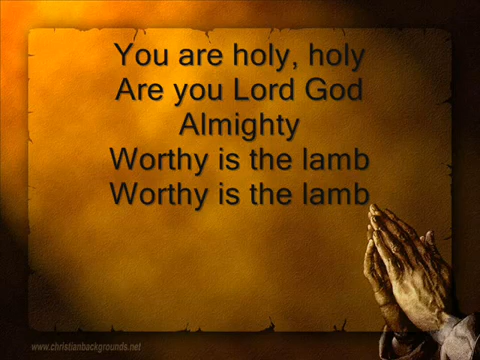 You are holy, holy
Are you Lord God
Almighty
Worthy is the lamb
Worthy is the lamb
www.christianbackgrounds.net